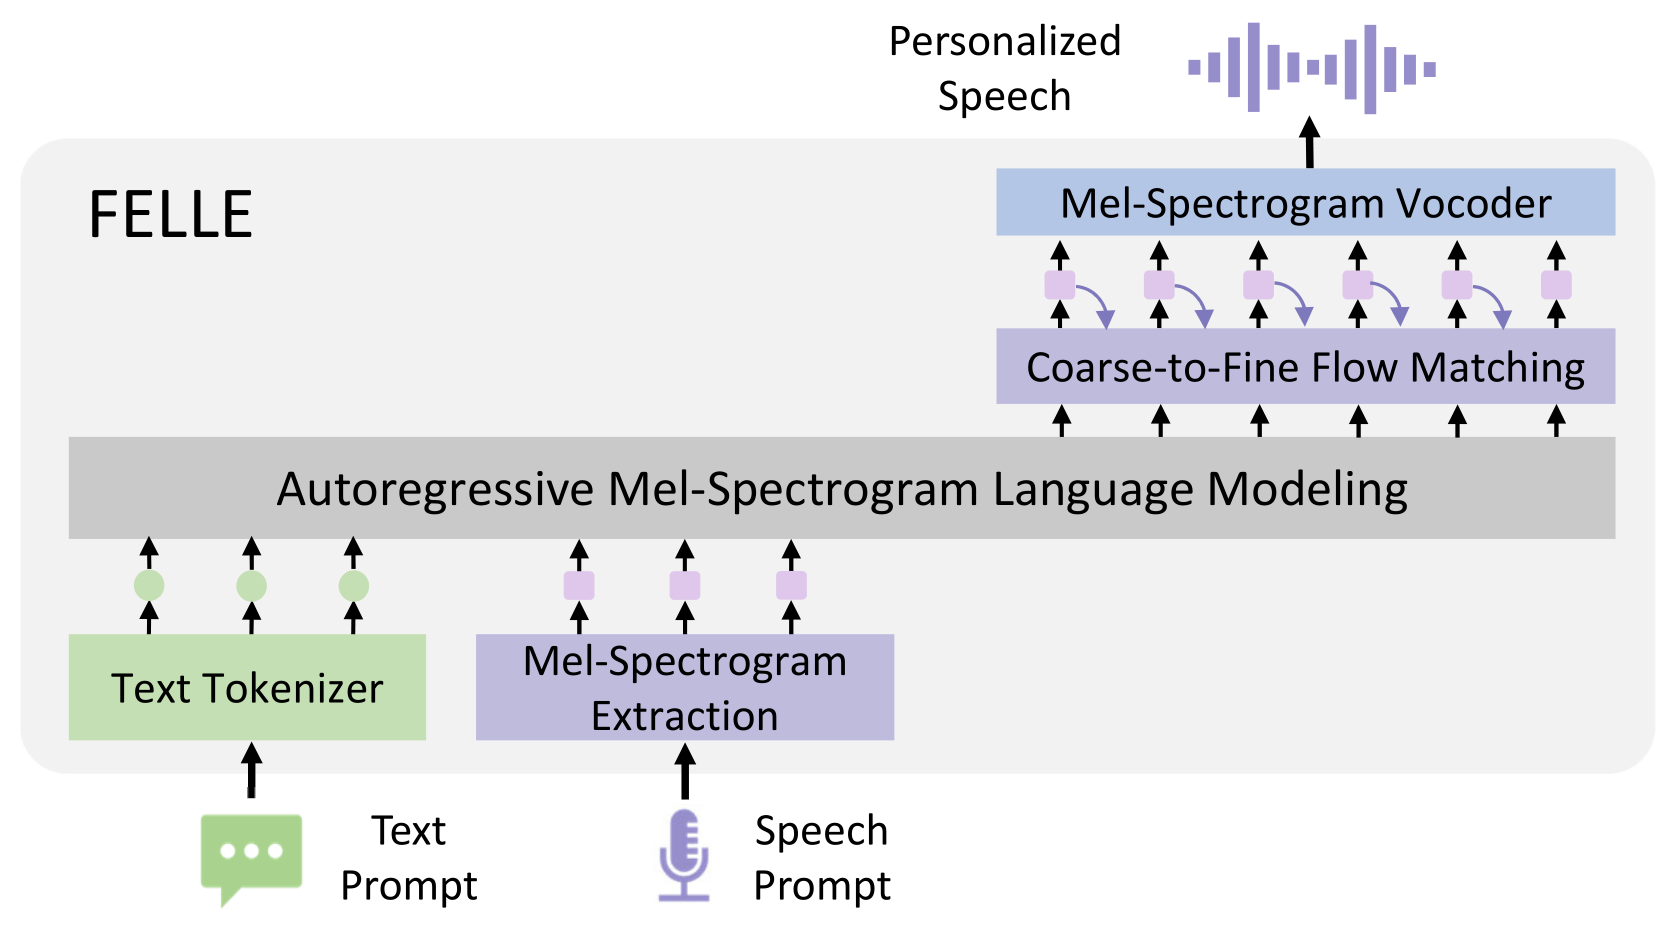 Personalized
Speech
FELLE
Mel-Spectrogram Vocoder
Coarse-to-Fine Flow Matching
Autoregressive Mel-Spectrogram Language Modeling
Text Tokenizer
Mel-Spectrogram
Extraction
Text
Prompt
Speech
Prompt